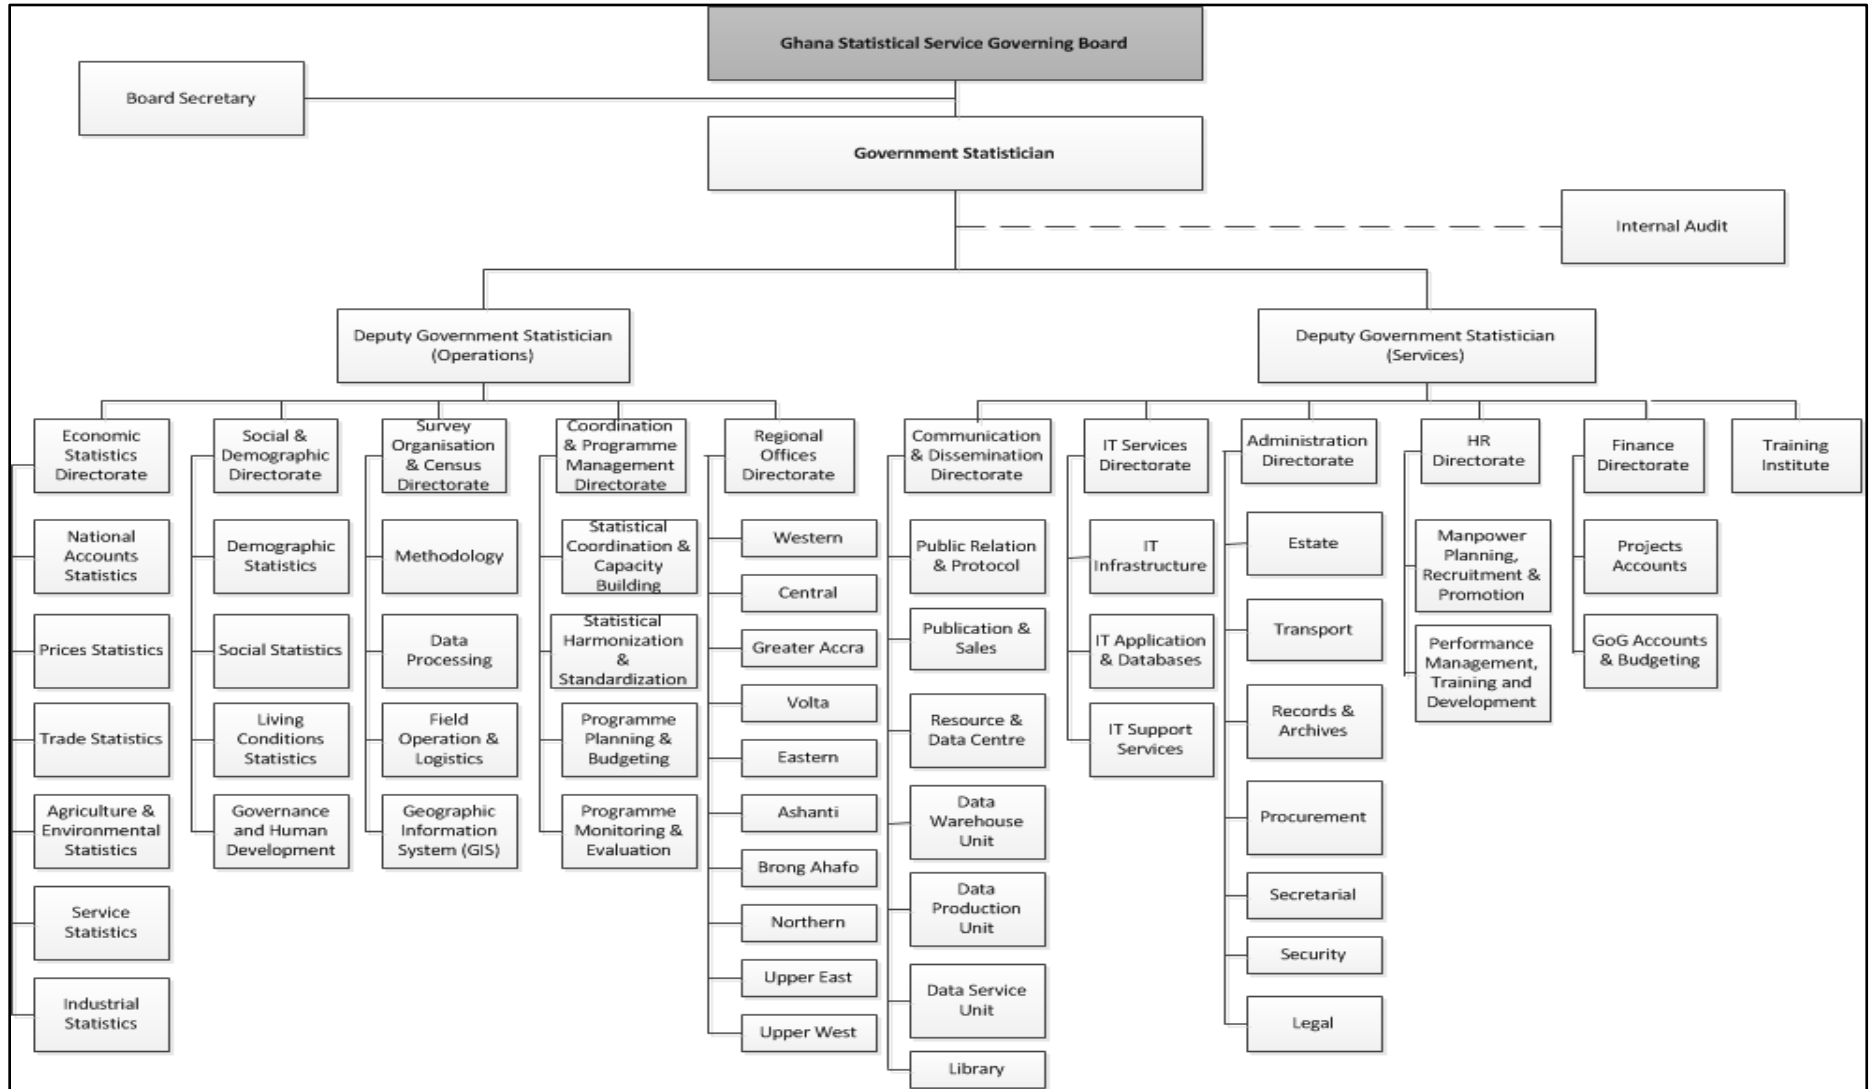 Ghana Statistical Service Governing Board
Board Secretary
Government Statistician
Internal Audit
Deputy Government Statistician
(Operations)
Deputy Government Statistician
(Services)
Economic
Statistics
Directorate
Social &
Demographic
Directorate
Survey
Organisation
& Census
Directorate
Coordination
& Programme
Management
Directorate
Regional
Offices
Directorate
Communication
& Dissemination
Directorate
IT Services
Directorate
Administration
Directorate
HR
Directorate
Finance
Directorate
Training
Institute
National
Accounts
Statistics
Prices Statistics
Trade Statistics
Agriculture &
Environmental
Statistics
Service
Statistics
Industrial
Statistics
Demographic
Statistics
Social Statistics
Living
Conditions
Statistics
Governance
and Human
Development
Methodology
Data
Processing
Field
Operation &
Logistics
Geographic
Information
System (GIS)
Statistical
Coordination &
Capacity
Building
Statistical
Harmonization
&
Standardization
Programme
Planning &
Budgeting
Programme
Monitoring &
Evaluation
Western
Central
Greater Accra
Volta
Eastern
Ashanti
Brong Ahafo
Northern
Upper East
Upper West
Public Relation
& Protocol
Publication &
Sales
Resource &
Data Centre
Data
Warehouse
Unit
Data
Production
Unit
Data Service
Unit
Library
IT
Infrastructure
IT Application
& Databases
IT Support
Services
Estate
Transport
Records &
Archives
Procurement
Secretarial
Security
Legal
Manpower
Planning,
Recruitment &
Promotion
Performance
Management,
Training and
Development
Projects
Accounts
GoG Accounts
& Budgeting